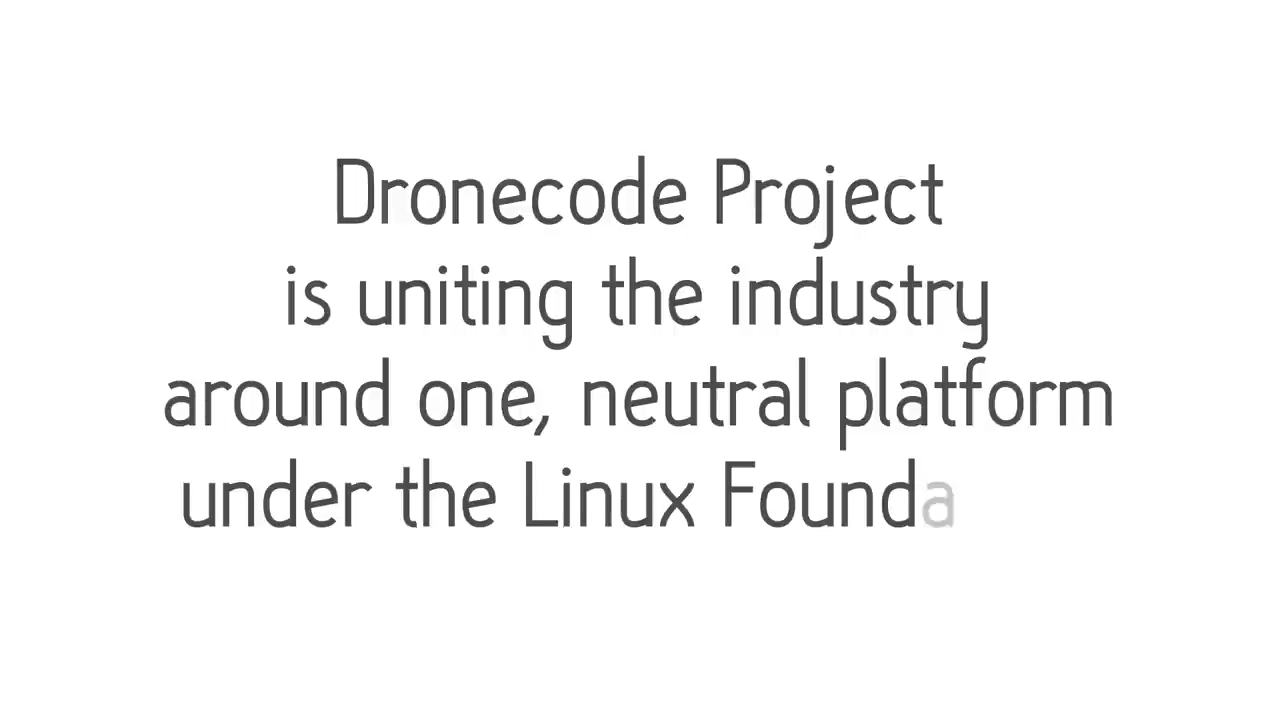 Dronecode Project
is uniting the industry
around one, neutral platform
under the Linux Founda